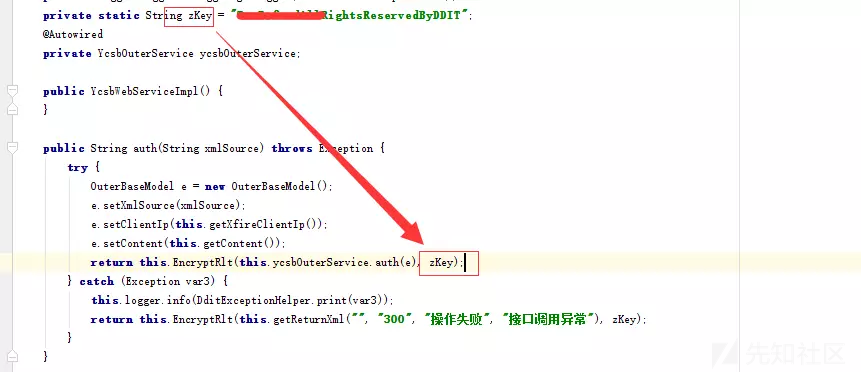 private static String zKey = "RightsReservedByDDIT";
@Autowired
private YcsbOuterService ycsbOuterService;
public YcsbWebServiceImpl() {
}
public String auth(String xmlSource) throws Exception {
try {
OuterBaseModel e = new OuterBaseModel();
e.setXmlSource(xmlSource);
e.setClientIp(this.getXfireClientIp());
e.setContent(this.getContent());
return this.EncryptRlt(this.ycsbOuterService.auth(e), zKey);
} catch (Exception var3) {
this.logger.info(DditExceptionHelper.print(var3));
return this.EncryptRlt(this.getReturnXml("", "300", "操作失败", "接口调用异常"), zKey);
}
}
先知社区